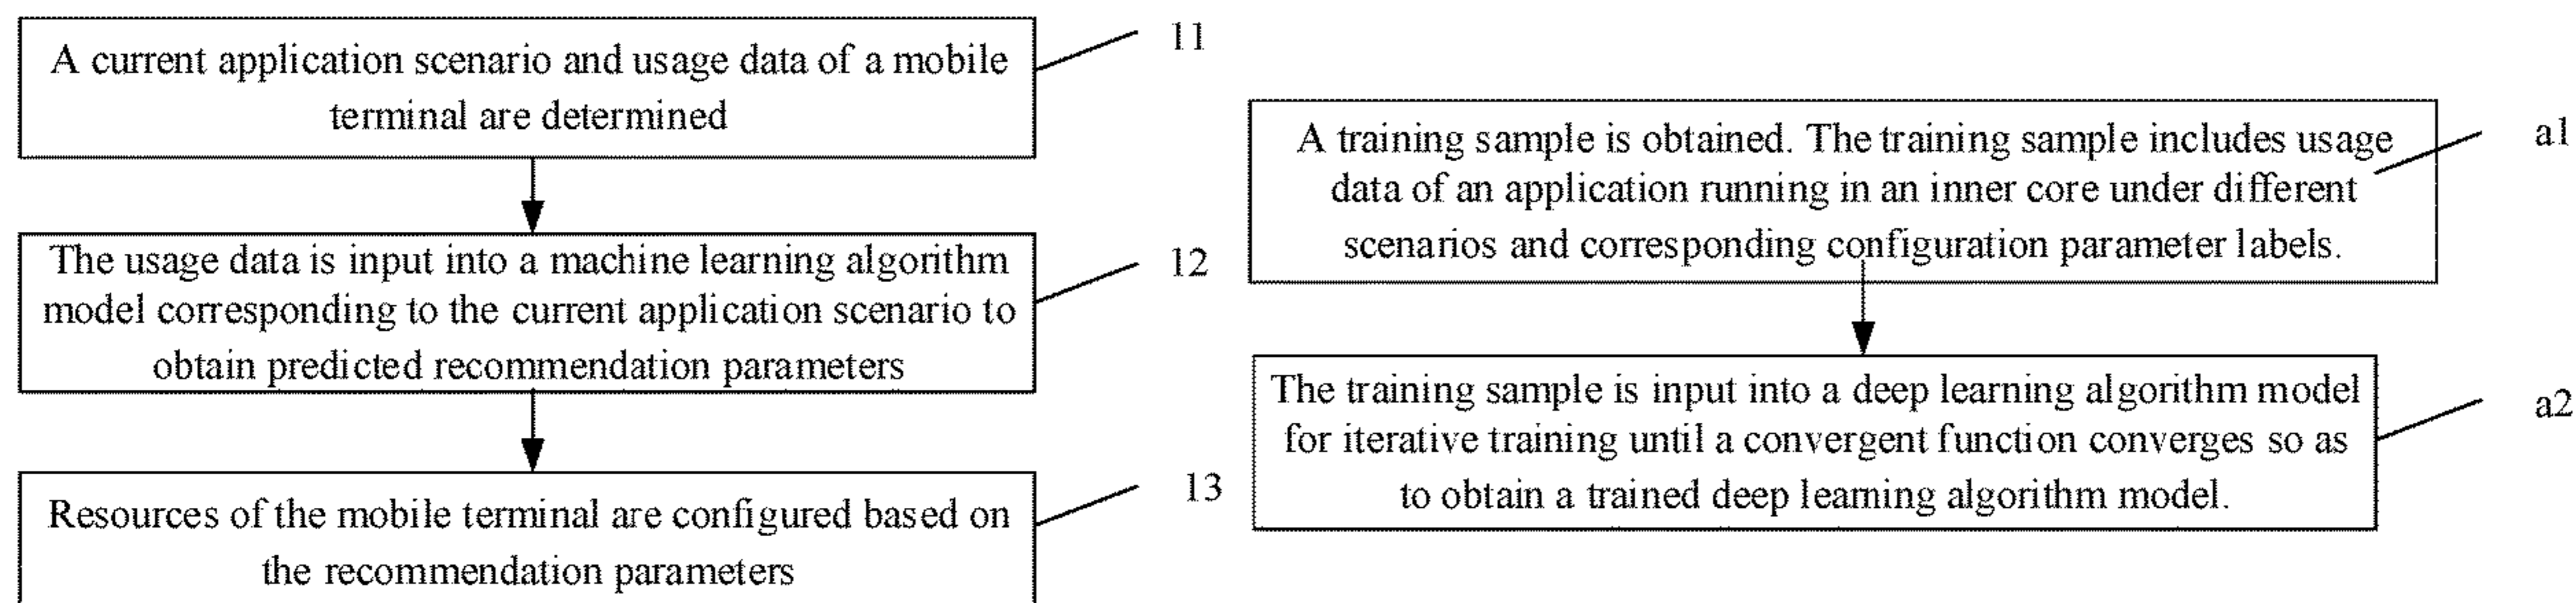 A current application scenario and usage data of a mobile
terminal are determined
11
The usage data is input into a machine learning algorithm
model corresponding to the current application scenario to
obtain predicted recommendation parameters
12
Resources of the mobile terminal are configured based on
the recommendation parameters
13
A training sample is obtained. The training sample includes usage
data of an application running in an inner core under different
scenarios and corresponding configuration parameter labels.
a1
The training sample is input into a deep learning algorithm model
for iterative training until a convergent function converges so as
to obtain a trained deep learning algorithm model.
a2